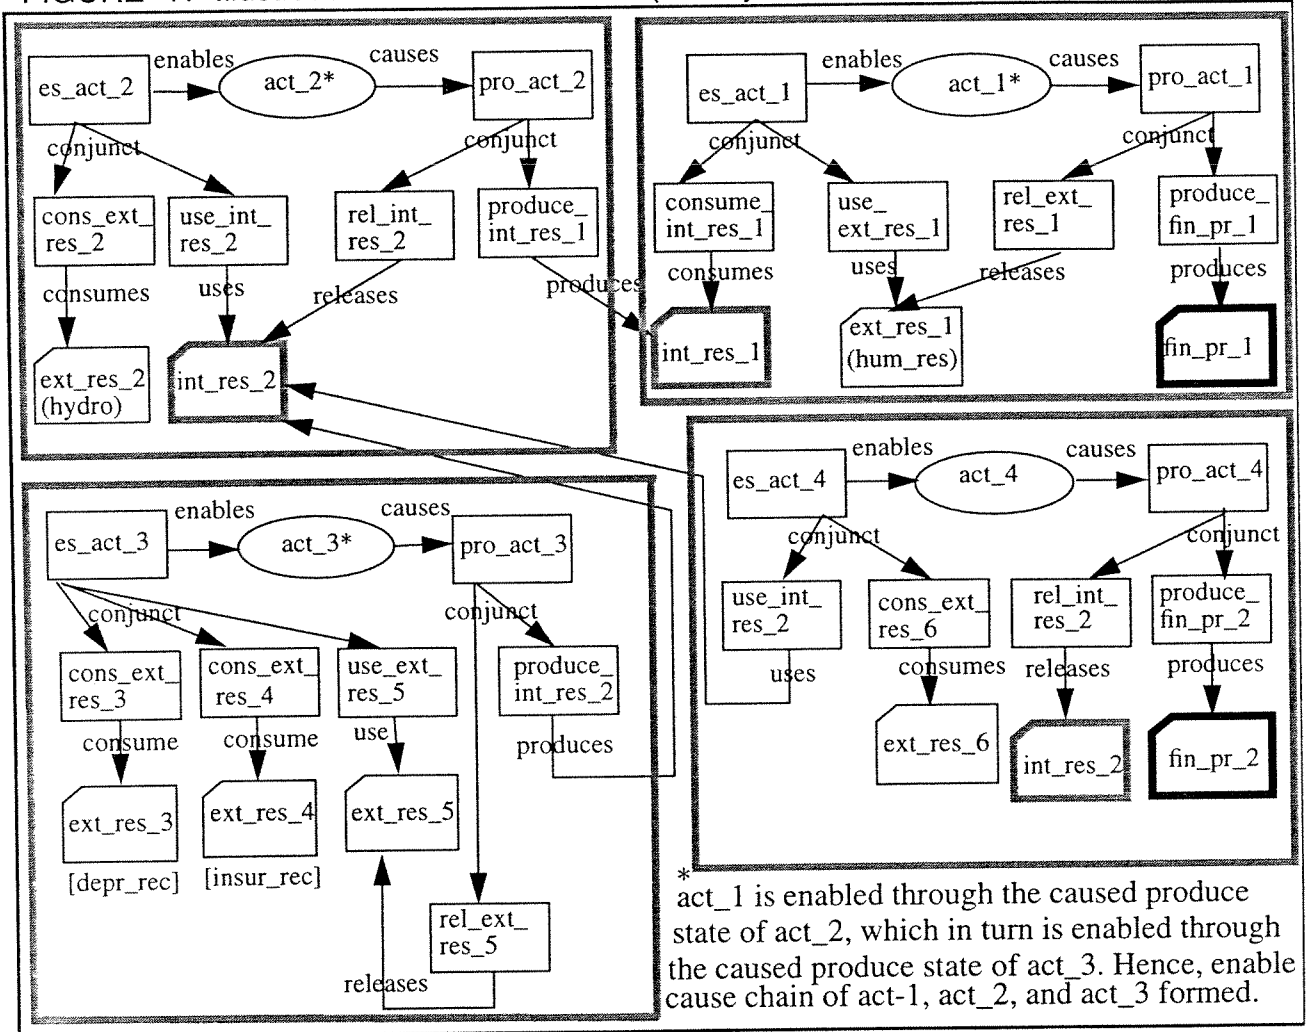 enables
causes
es_act_2
act_2*
pro_act_2
conjunct
conjunct
cons_ext_
res_2
use_int_
res_2
rel_int_
res_2
produce_
int_res_1
consumes
uses
releases
produces
ext_res_2
(hydro)
int_res_2
enables
causes
es_act_1
act_1*
pro_act_1
conjunct
conjunct
consume_
int_res_1
use_
ext_res_1
rel_ext_
res_1
produce_
fin_pr_1
consumes
uses
releases
produces
int_res_1
ext_res_1
(hum_res)
fin_pr_1
enables
causes
es_act_3
act_3*
pro_act_3
conjunct
conjunct
cons_ext_
res_3
cons_ext_
res_4
use_ext_
res_5
produce_
int_res_2
consume
consume
use
produces
ext_res_3
[depr_rec]
ext_res_4
[insur_rec]
ext_res_5
rel_ext_
res_5
releases
enables
causes
es_act_4
act_4
pro_act_4
conjunct
conjunct
use_int_
res_2
cons_ext_
res_6
rel_int_
res_2
produce_
fin_pr_2
uses
consumes
releases
produces
ext_res_6
int_res_2
fin_pr_2
*
act_1 is enabled through the caused produce
state of act_2, which in turn is enabled through
the caused produce state of act_3. Hence, enable
cause chain of act-1, act_2, and act_3 formed.